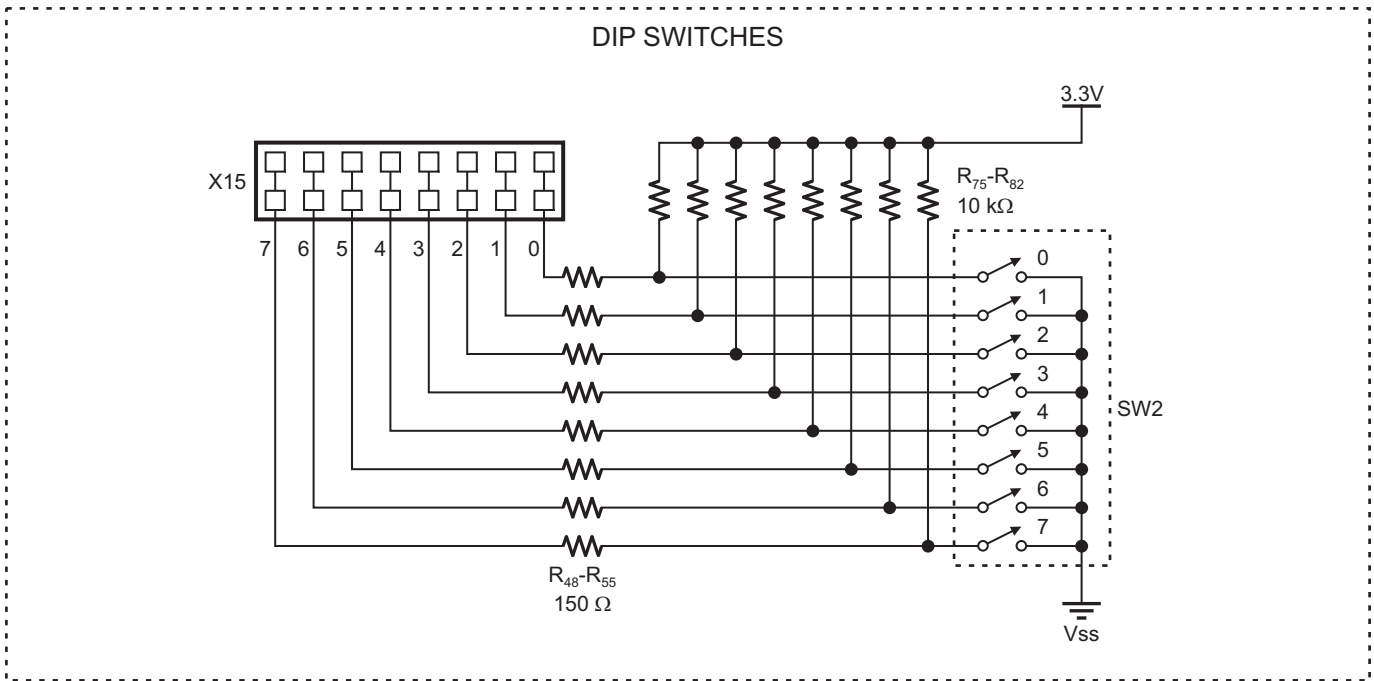 DIP SWITCHES
3.3V
X15
R75-R82
10 kΩ
7 6 5 4 3 2 1 0
0
1
2
3
4
5
6
7
SW2
R48-R55
150 Ω
Vss